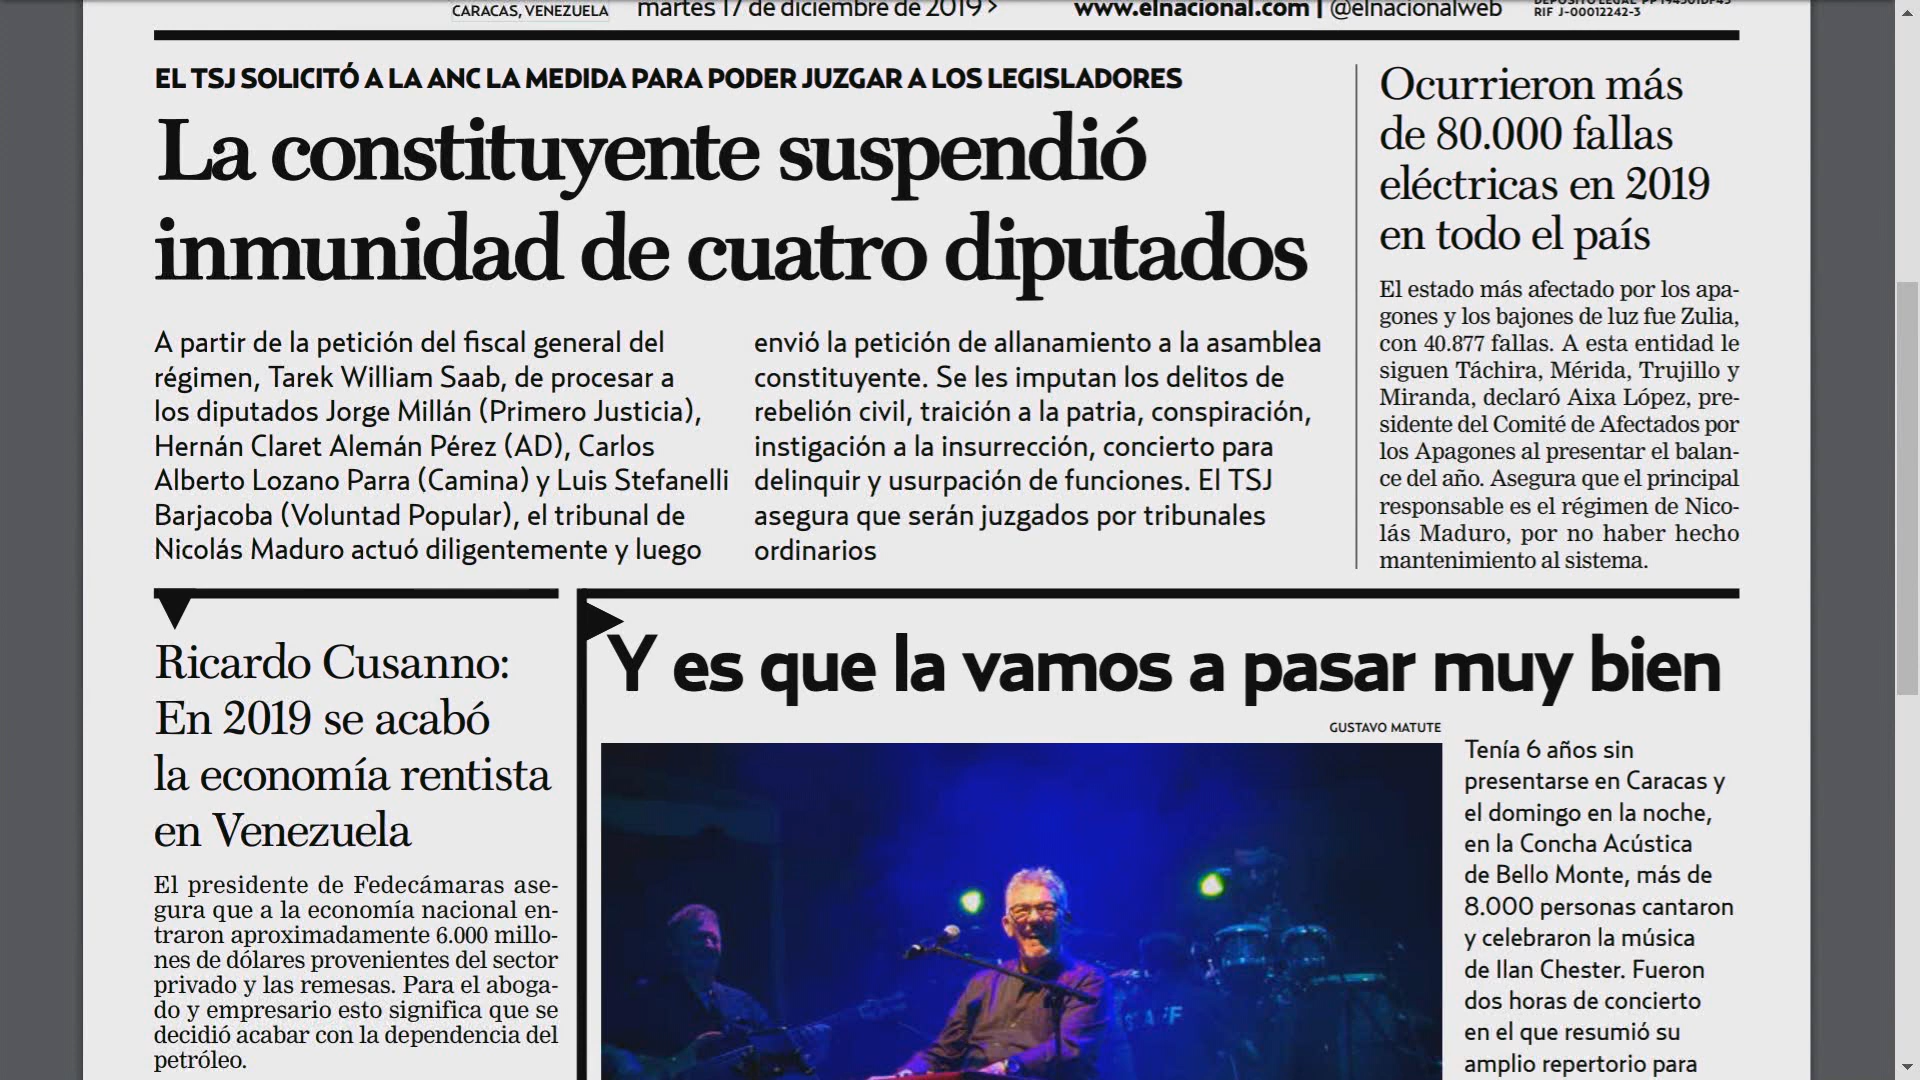 CARACAS, VENEZUELA
martes 17 de diciembre de 2019 >
www.elnacional.com | @elnacionalweb
RIF J-00012242-3
EL TSJ SOLICITÓ A LA ANC LA MEDIDA PARA PODER JUZGAR A LOS LEGISLADORES
La constituyente suspendió
inmunidad de cuatro diputados
A partir de la petición del fiscal general del
régimen, Tarek William Saab, de procesar a
los diputados Jorge Millán (Primero Justicia),
Hernán Claret Alemán Pérez (AD), Carlos
Alberto Lozano Parra (Camina) y Luis Stefanelli
Barjacoba (Voluntad Popular), el tribunal de
Nicolás Maduro actuó diligentemente y luego
envió la petición de allanamiento a la asamblea
constituyente. Se les imputan los delitos de
rebelión civil, traición a la patria, conspiración,
instigación a la insurrección, concierto para
delinquir y usurpación de funciones. El TSJ
asegura que serán juzgados por tribunales
ordinarios
Ocurrieron más
de 80.000 fallas
eléctricas en 2019
en todo el país
El estado más afectado por los apa-
gones y los bajones de luz fue Zulia,
con 40.877 fallas. A esta entidad le
siguen Táchira, Mérida, Trujillo y
Miranda, declaró Aixa López, pre-
sidente del Comité de Afectados por
los Apagones al presentar el balan-
ce del año. Asegura que el principal
responsable es el régimen de Nico-
lás Maduro, por no haber hecho
mantenimiento al sistema.
Ricardo Cusanno:
En 2019 se acabó
la economía rentista
en Venezuela
El presidente de Fedecámaras ase-
gura que a la economía nacional en-
traron aproximadamente 6.000 millo-
nes de dólares provenientes del sector
privado y las remesas. Para el aboga-
do y empresario esto significa que se
decidió acabar con la dependencia del
petróleo.
Y es que la vamos a pasar muy bien
GUSTAVO MATUTE
Tenía 6 años sin
presentarse en Caracas y
el domingo en la noche,
en la Concha Acústica
de Bello Monte, más de
8.000 personas cantaron
y celebraron la música
de Ilan Chester. Fueron
dos horas de concierto
en el que resumió su
amplio repertorio para